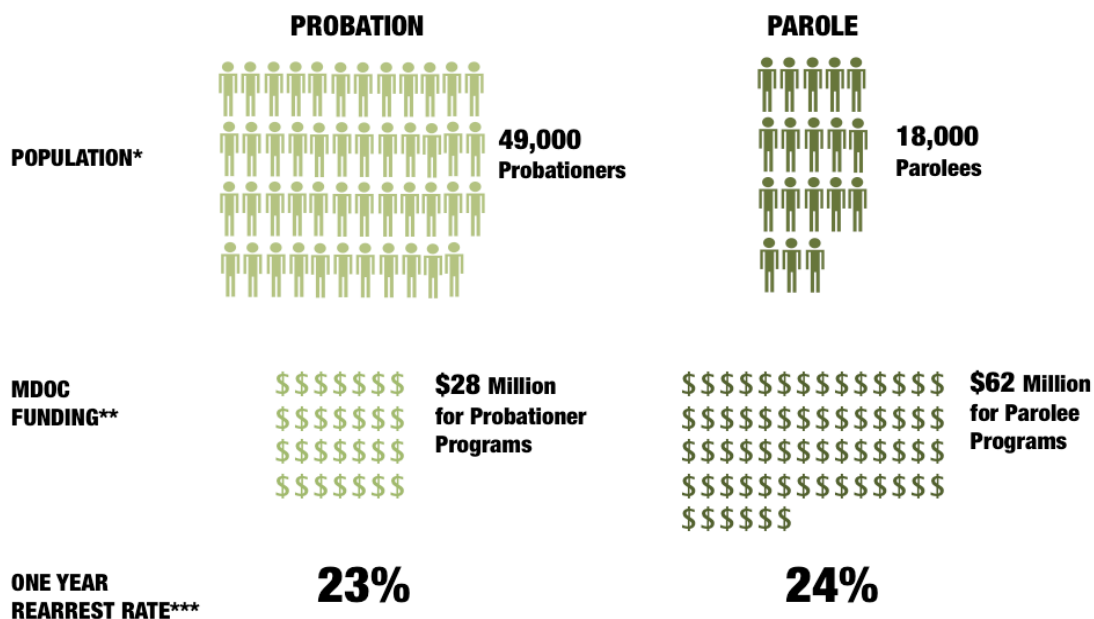 PROBATION
PAROLE
POPULATION*
49,000
Probationers
18,000
Parolees
MDOC
FUNDING**
$$$$$$$
$$$$$$$
$$$$$$$
$$$$$$$
$28 Million
for Probationer
Programs
$$$$$$$$$$$$$$
$$$$$$$$$$$$$$
$$$$$$$$$$$$$$
$$$$$$$$$$$$$$
$$$$$$
$62 Million
for Parolee
Programs
ONE YEAR
REARREST RATE***
23%
24%